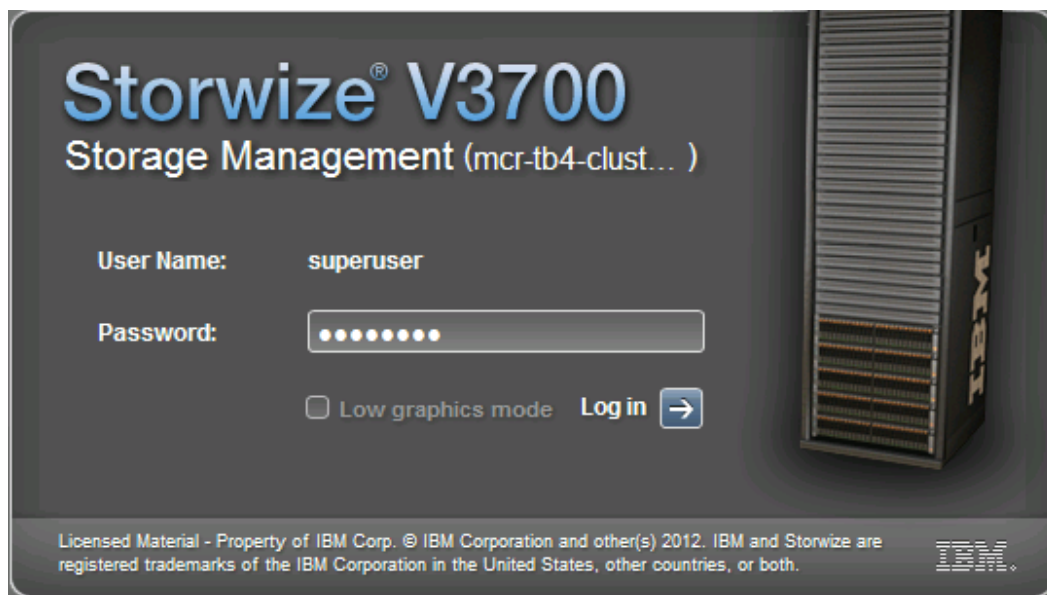 Storwize® V3700
Storage Management (mcr-tb4-clust... )
User Name: superuser
Password: ●●●●●●●●
Low graphics mode Log in
Licensed Material - Property of IBM Corp. © IBM Corporation and other(s) 2012. IBM and Storwize are
registered trademarks of the IBM Corporation in the United States, other countries, or both.
IBM.
IBM